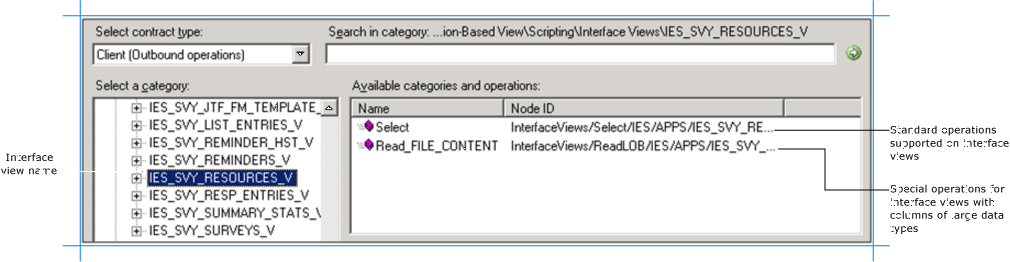 Select contract type:
Search in category: ...ion-Based View\Scripting\Interface Views\IES_SVY_RESOURCES_V
Client (Outbound operations)
Select a category:
Available categories and operations:
IES_SVY_JTF_FM_TEMPLATE_
IES_SVY_LIST_ENTRIES_V
IES_SVY_REMINDER_HST_V
IES_SVY_REMINDERS_V
IES_SVY_RESOURCES_V
IES_SVY_RESP_ENTRIES_V
IES_SVY_SUMMARY_STATS_V
IES_SVY_SURVEYS_V
Name Node ID
Select InterfaceViews/Select/IES/APPS/IES_SVY_RE...
Read_FILE_CONTENT InterfaceViews/ReadLOB/IES/APPS/IES_SVY_...
Interface
view name
Standard operations
supported on interface
views
Special operations for
interface views with
columns of large data
types